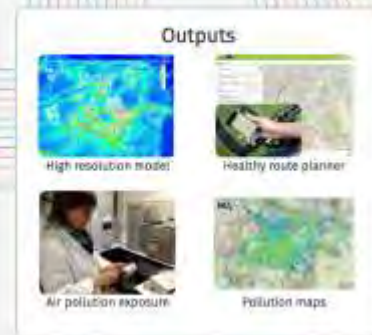 Outputs
High resolution model
Healthy route planner
Air pollution exposure
Pollution maps